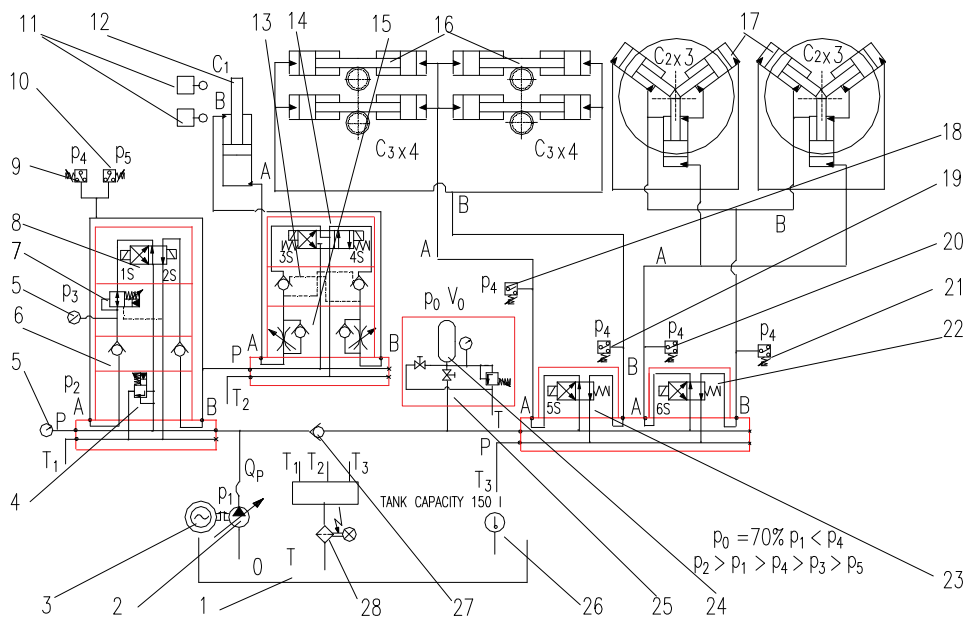 11 12 13 14 15 16 17
10
C₁
B
C₂x3 C₂x3
9 p₄ p₅
C₃x4 C₃x4
18
A
B
B
19
8
1S 2S
3S 4S
A
A
20
7
5 p₃
p₄
p₀ V₀
p₄ p₄ p₄
21
6
22
A B
P
B
p₂
T₂
5S 6S
5 P A B
T
A B A B
T₁
P
4
Q_P
T₁ T₂ T₃
T₃
p₁
TANK CAPACITY 150 l
p₀ =70% p₁ < p₄
p₂ > p₁ > p₄ > p₃ > p₅
O T
3 2 1 28 27 26 25 24 23